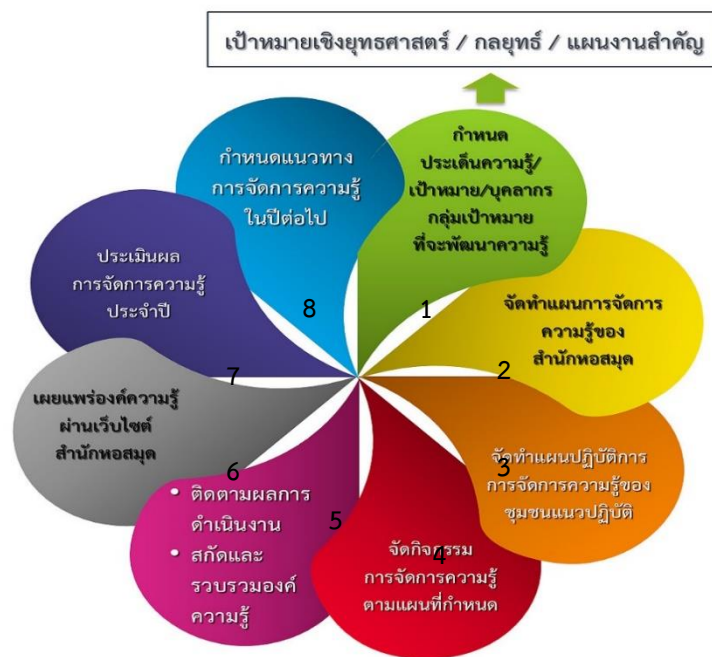 เป้าหมายเชิงยุทธศาสตร์ / กลยุทธ์ / แผนงานสำคัญ
กำหนด
ประเด็นความรู้/
เป้าหมาย/บุคลากร
กลุ่มเป้าหมาย
ที่จะพัฒนาความรู้
1
จัดทำแผนการจัดการ
ความรู้ของ
สำนักหอสมุด
2
จัดทำแผนปฏิบัติการ
การจัดการความรู้ของ
ชุมชนแนวปฏิบัติ
3
จัดกิจกรรม
การจัดการความรู้
ตามแผนที่กำหนด
4
• ติดตามผลการ
ดำเนินงาน
• สกัดและ
รวบรวมองค์
ความรู้
5
เผยแพร่องค์ความรู้
ผ่านเว็บไซต์
สำนักหอสมุด
6
ประเมินผล
การจัดการความรู้
ประจำปี
7
กำหนดแนวทาง
การจัดการความรู้
ในปีต่อไป
8